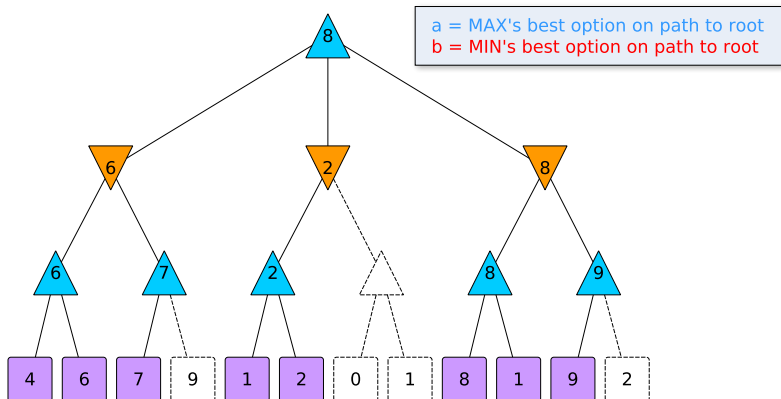 a = MAX's best option on path to root
b = MIN's best option on path to root
8
6 2 8
6 7 2 8 9
4 6 7 9 1 2 0 1 8 1 9 2